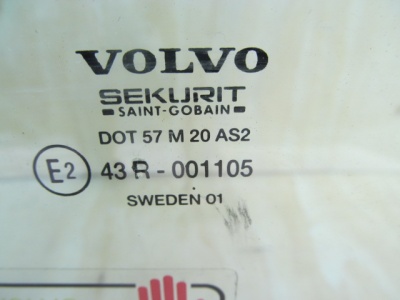 VOLVO
SEKURIT
SAINT-GOBAIN
DOT 57 M 20 AS2
E2 43 R - 001105
SWEDEN 01